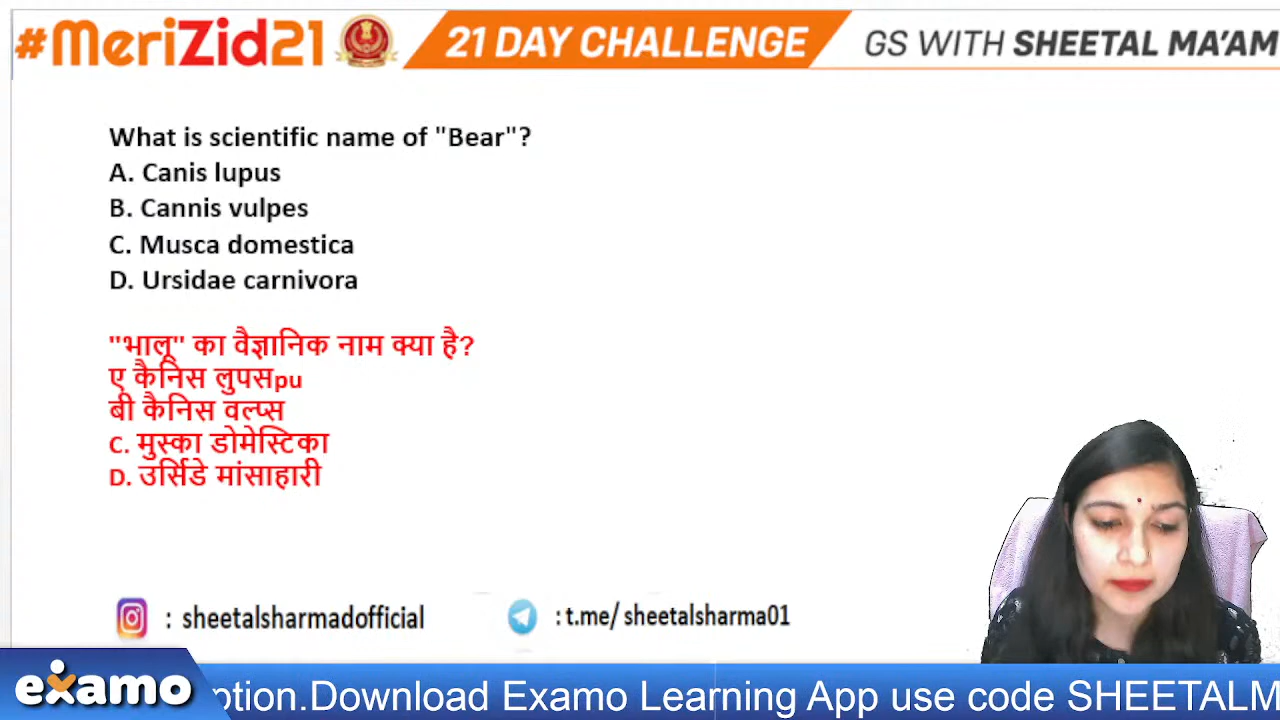 #MeriZid21
21 DAY CHALLENGE
GS WITH SHEETAL MA'AM
What is scientific name of "Bear"?
A. Canis lupus
B. Cannis vulpes
C. Musca domestica
D. Ursidae carnivora
"भालू" का वैज्ञानिक नाम क्या है?
ए कैनिस लुपसpu
बी कैनिस वल्प्स
C. मुस्का डोमेस्टिका
D. उर्सिडे मांसाहारी
: sheetalsharmadofficial
: t.me/ sheetalsharma01
examo
ption.Download Examo Learning App use code SHEETALM